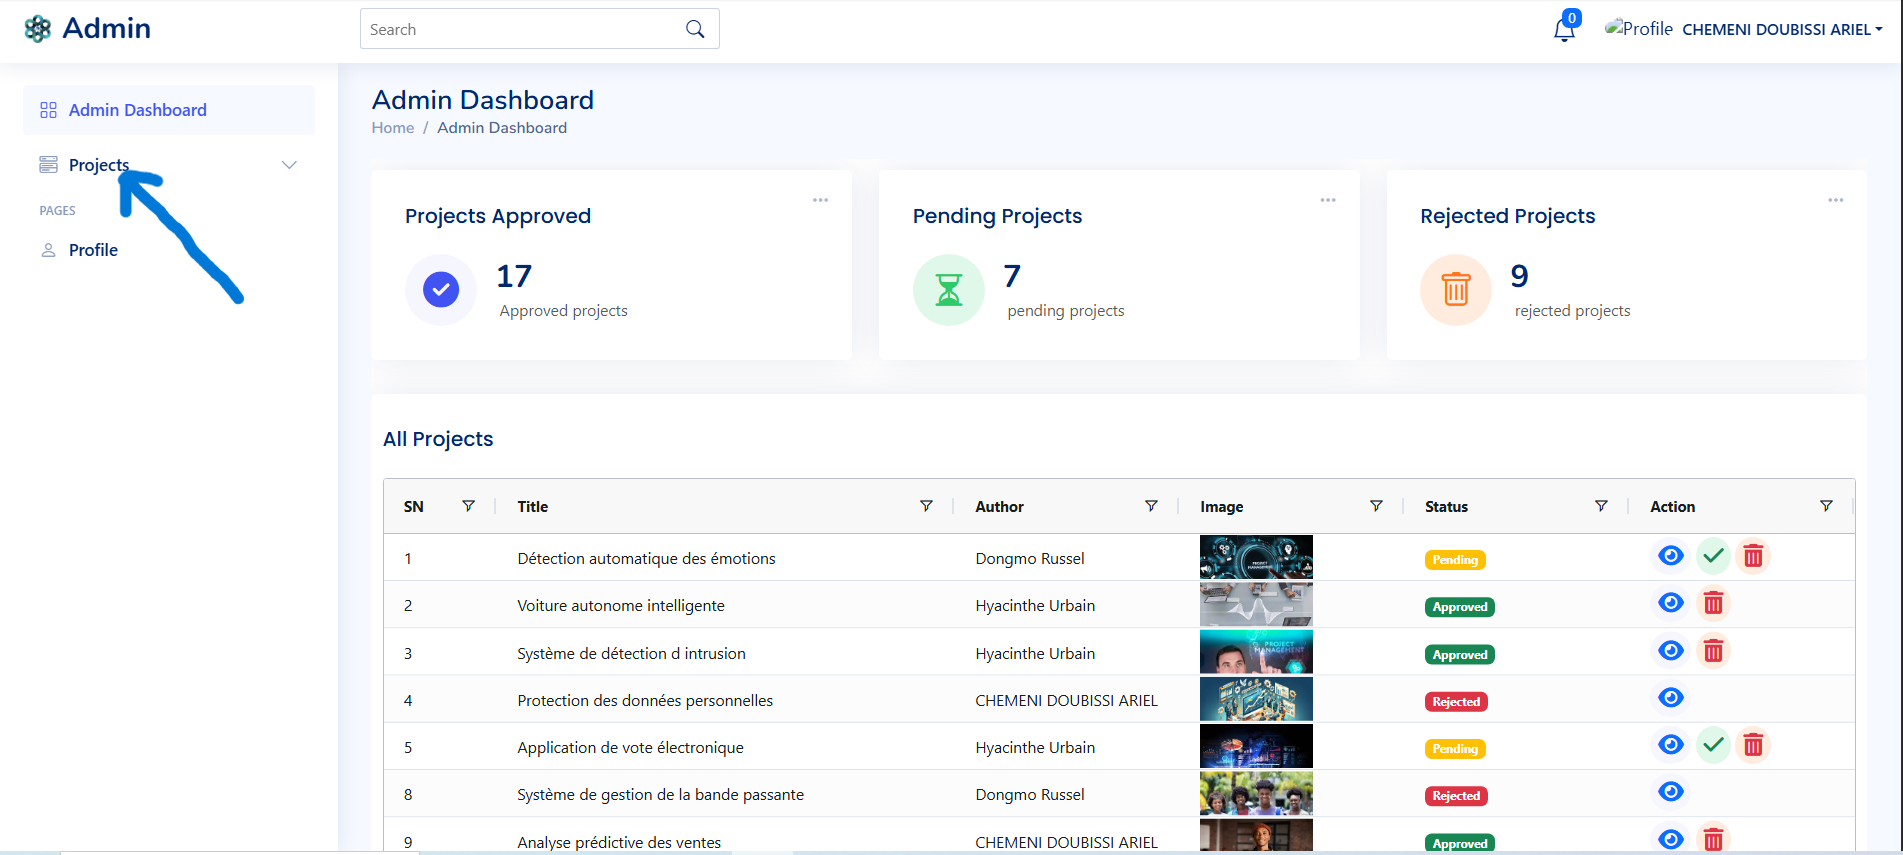 Admin
Search
0
Profile
CHEMENI DOUBISSI ARIEL
Admin Dashboard
Projects
PAGES
Profile
Admin Dashboard
Home / Admin Dashboard
Projects Approved
17
Approved projects
Pending Projects
7
pending projects
Rejected Projects
9
rejected projects
All Projects
SN Title Author Image Status Action
1 Détection automatique des émotions Dongmo Russel PROJECT MANAGEMENT Pending
2 Voiture autonome intelligente Hyacinthe Urbain Approved
3 Système de détection d intrusion Hyacinthe Urbain PROJECT MANAGEMENT Approved
4 Protection des données personnelles CHEMENI DOUBISSI ARIEL Rejected
5 Application de vote électronique Hyacinthe Urbain Pending
8 Système de gestion de la bande passante Dongmo Russel Rejected
9 Analyse prédictive des ventes CHEMENI DOUBISSI ARIEL Approved